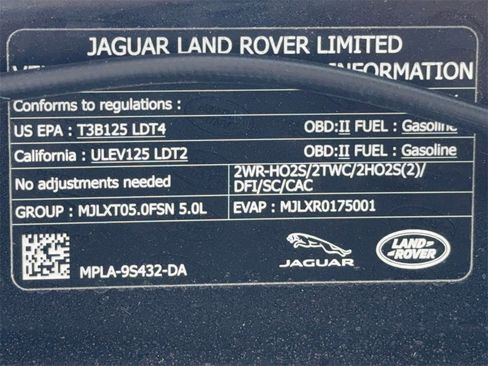 JAGUAR LAND ROVER LIMITED
INFORMATION
Conforms to regulations :
US EPA : T3B125 LDT4 OBD:II FUEL : Gasoline
California : ULEV125 LDT2 OBD:II FUEL : Gasoline
No adjustments needed 2WR-HO2S/2TWC/2HO2S(2)/
DFI/SC/CAC
GROUP : MJLXT05.0FSN 5.0L EVAP : MJLXR0175001
MPLA-9S432-DA
JAGUAR
LAND-
ROVER